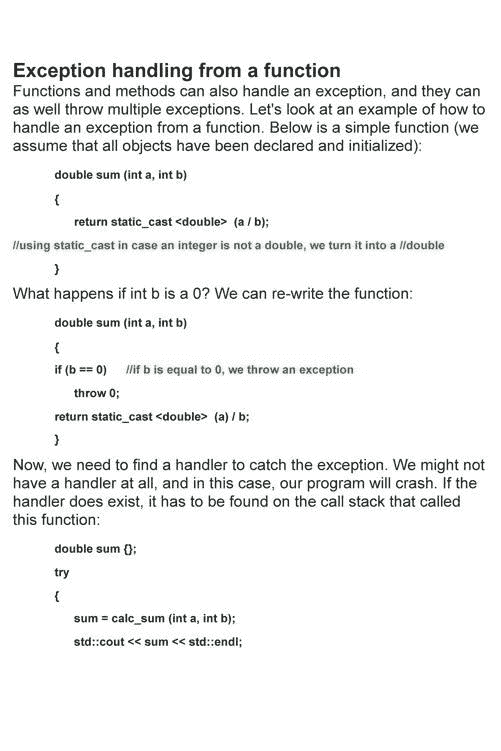 Exception handling from a function
Functions and methods can also handle an exception, and they can
as well throw multiple exceptions. Let's look at an example of how to
handle an exception from a function. Below is a simple function (we
assume that all objects have been declared and initialized):
double sum (int a, int b)
{
return static_cast <double> (a / b);
//using static_cast in case an integer is not a double, we turn it into a //double
}
What happens if int b is a 0? We can re-write the function:
double sum (int a, int b)
{
if (b == 0) //if b is equal to 0, we throw an exception
throw 0;
return static_cast <double> (a) / b;
}
Now, we need to find a handler to catch the exception. We might not
have a handler at all, and in this case, our program will crash. If the
handler does exist, it has to be found on the call stack that called
this function:
double sum {};
try
{
sum = calc_sum (int a, int b);
std::cout << sum << std::endl;